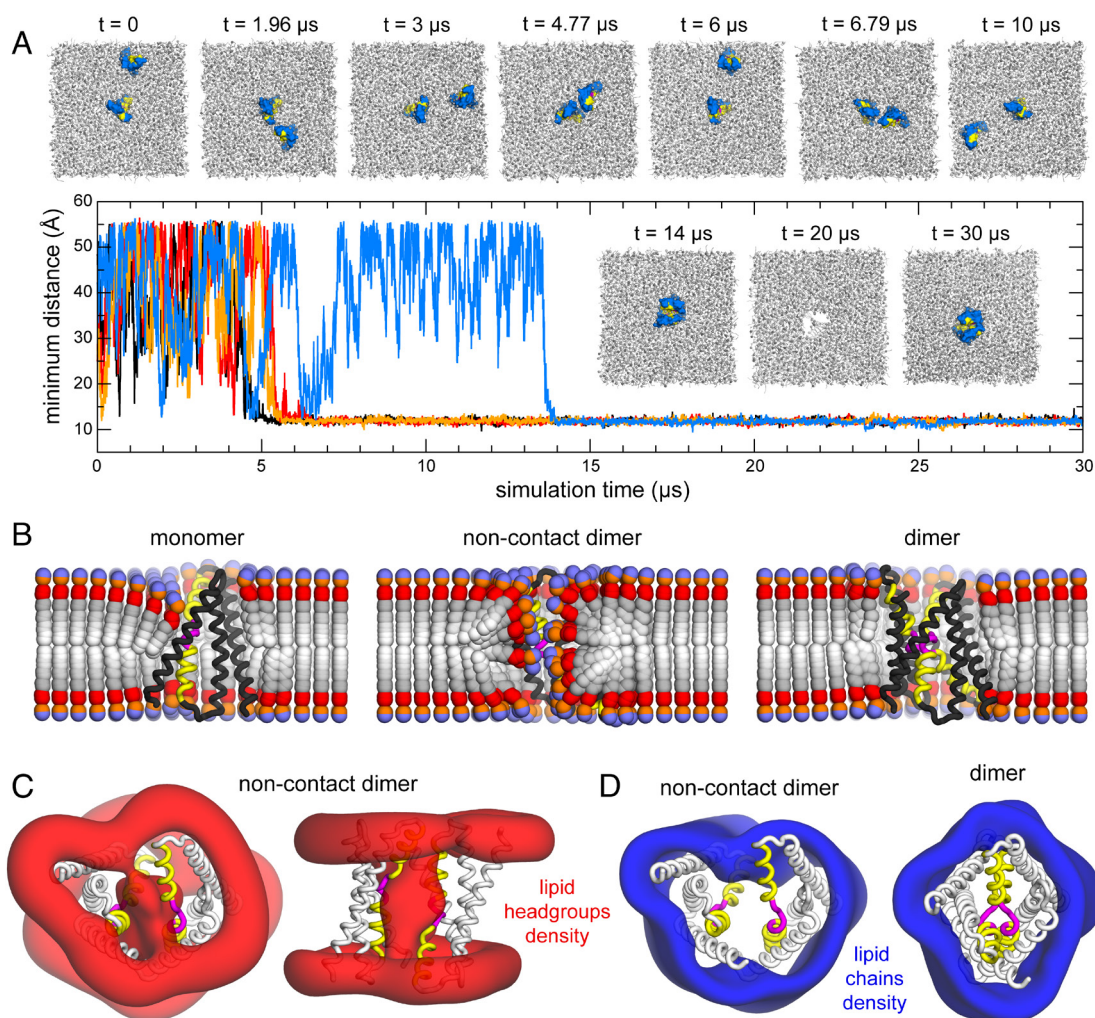 A
t = 0 t = 1.96 µs t = 3 µs t = 4.77 µs t = 6 µs t = 6.79 µs t = 10 µs
60
50
40
30
20
10
minimum distance (Å)
t = 14 µs t = 20 µs t = 30 µs
0 5 10 15 20 25 30
simulation time (µs)
B
monomer non-contact dimer dimer
C
non-contact dimer
lipid
headgroups
density
D
non-contact dimer
dimer
lipid
chains
density